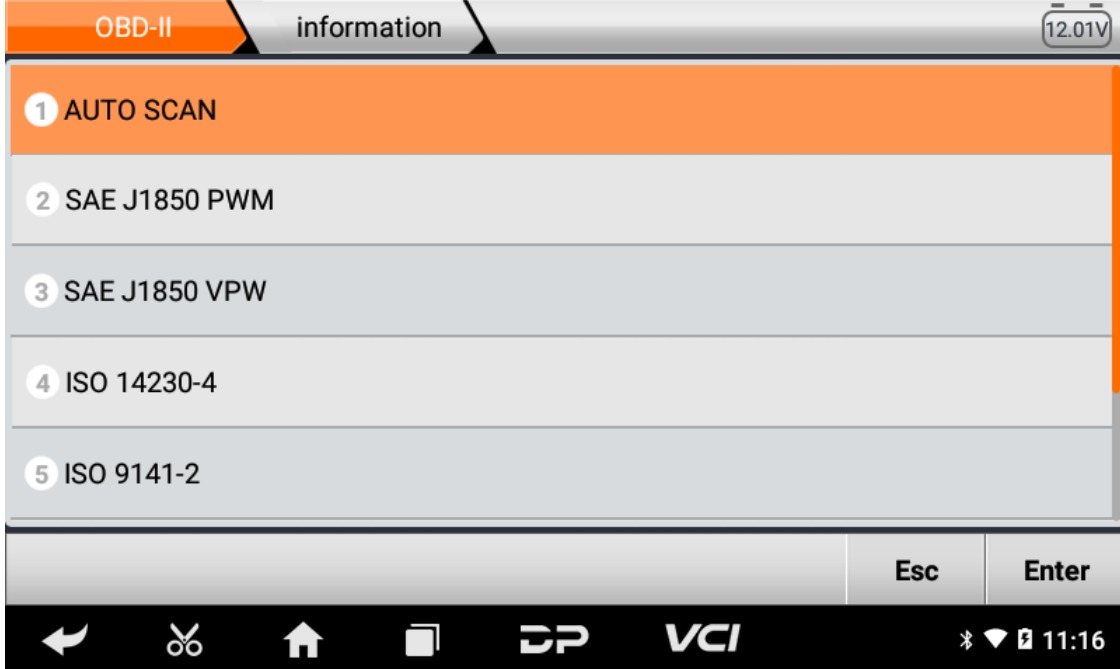 OBD-II information 12.01V
1 AUTO SCAN
2 SAE J1850 PWM
3 SAE J1850 VPW
4 ISO 14230-4
5 ISO 9141-2
Esc Enter
DP VCI 11:16